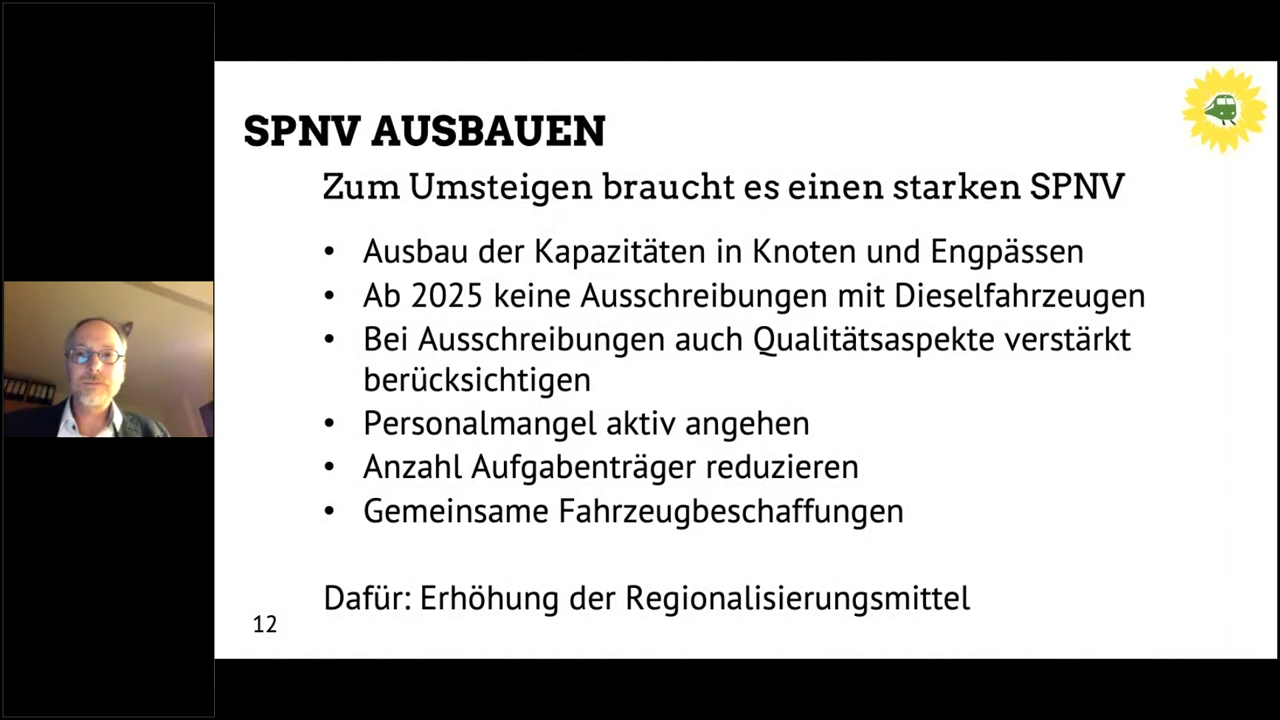 SPNV AUSBAUEN
Zum Umsteigen braucht es einen starken SPNV
• Ausbau der Kapazitäten in Knoten und Engpässen
• Ab 2025 keine Ausschreibungen mit Dieselfahrzeugen
• Bei Ausschreibungen auch Qualitätsaspekte verstärkt
berücksichtigen
• Personalmangel aktiv angehen
• Anzahl Aufgabenträger reduzieren
• Gemeinsame Fahrzeugbeschaffungen
Dafür: Erhöhung der Regionalisierungsmittel
12